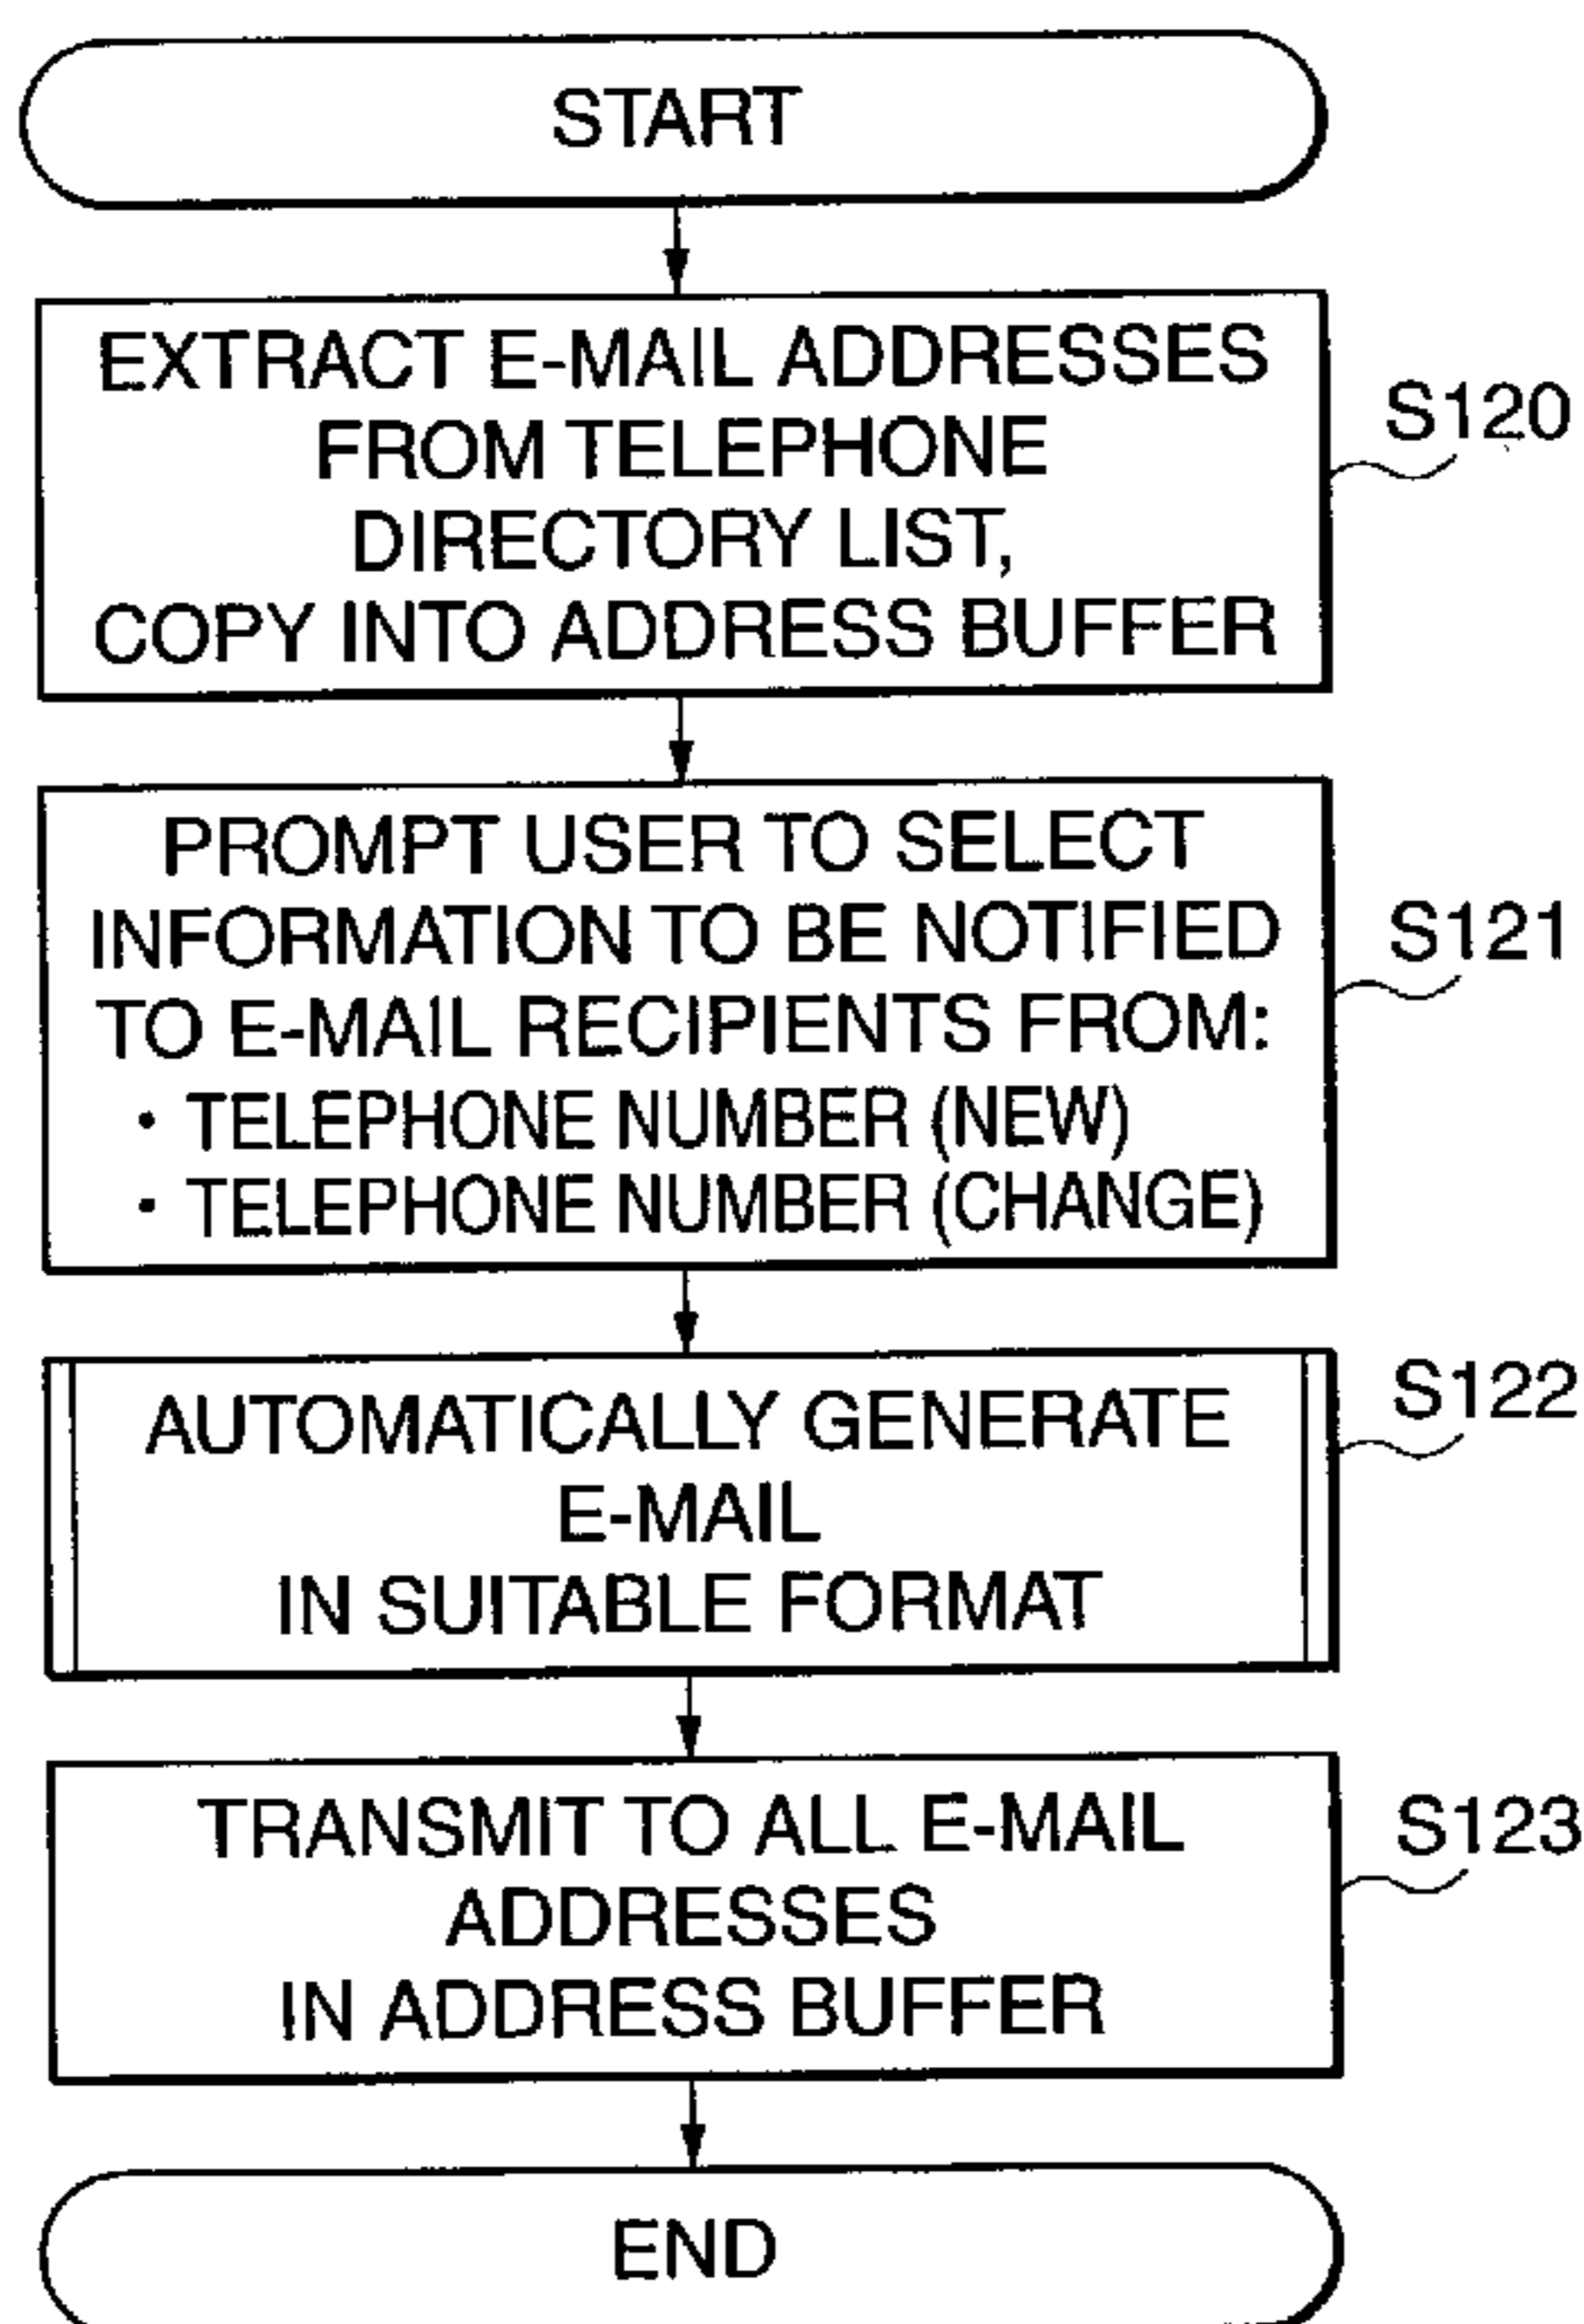 START
EXTRACT E-MAIL ADDRESSES
FROM TELEPHONE
DIRECTORY LIST,
COPY INTO ADDRESS BUFFER
S120
PROMPT USER TO SELECT
INFORMATION TO BE NOTIFIED
TO E-MAIL RECIPIENTS FROM:
• TELEPHONE NUMBER (NEW)
• TELEPHONE NUMBER (CHANGE)
S121
AUTOMATICALLY GENERATE
E-MAIL
IN SUITABLE FORMAT
S122
TRANSMIT TO ALL E-MAIL
ADDRESSES
IN ADDRESS BUFFER
S123
END